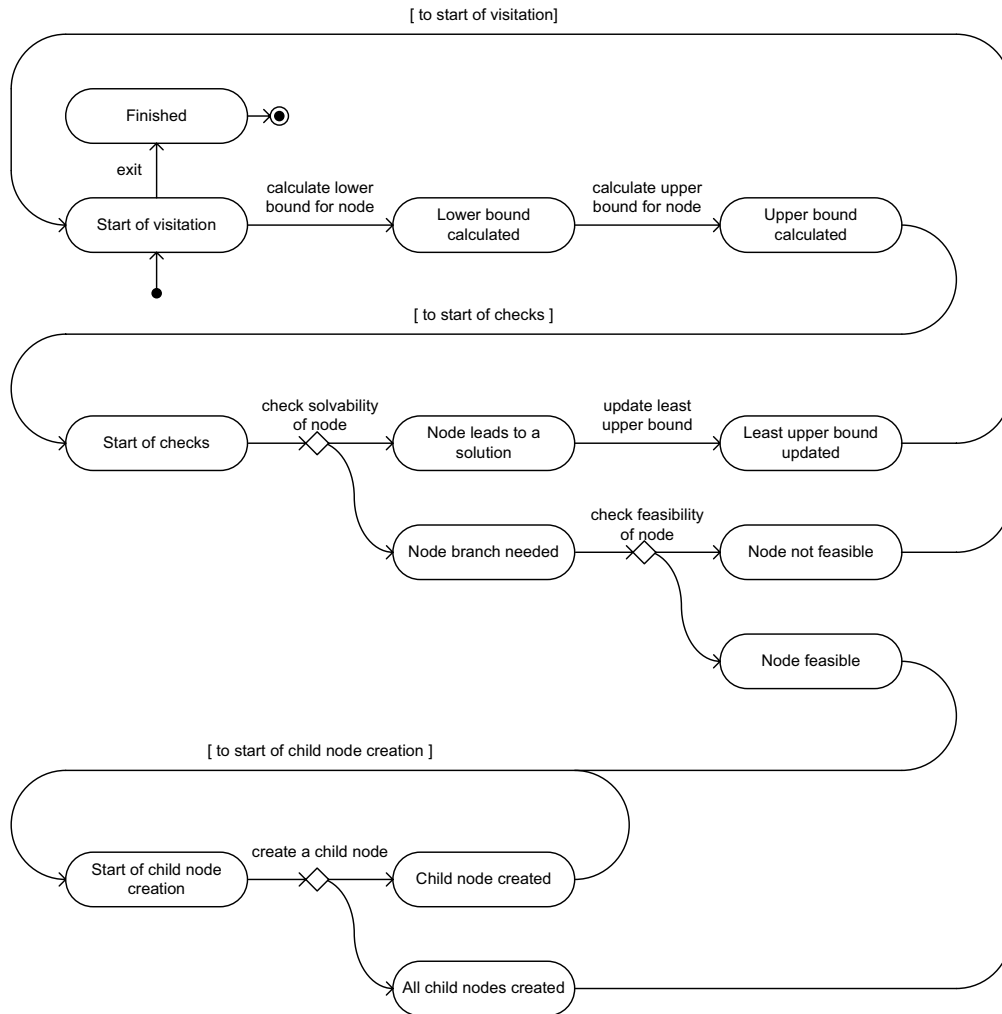 [ to start of visitation]
Finished
exit
calculate lower
bound for node
calculate upper
bound for node
Start of visitation
Lower bound
calculated
Upper bound
calculated
[ to start of checks ]
check solvability
of node
update least
upper bound
Start of checks
Node leads to a
solution
Least upper bound
updated
check feasibility
of node
Node branch needed
Node not feasible
Node feasible
[ to start of child node creation ]
create a child node
Start of child node
creation
Child node created
All child nodes created